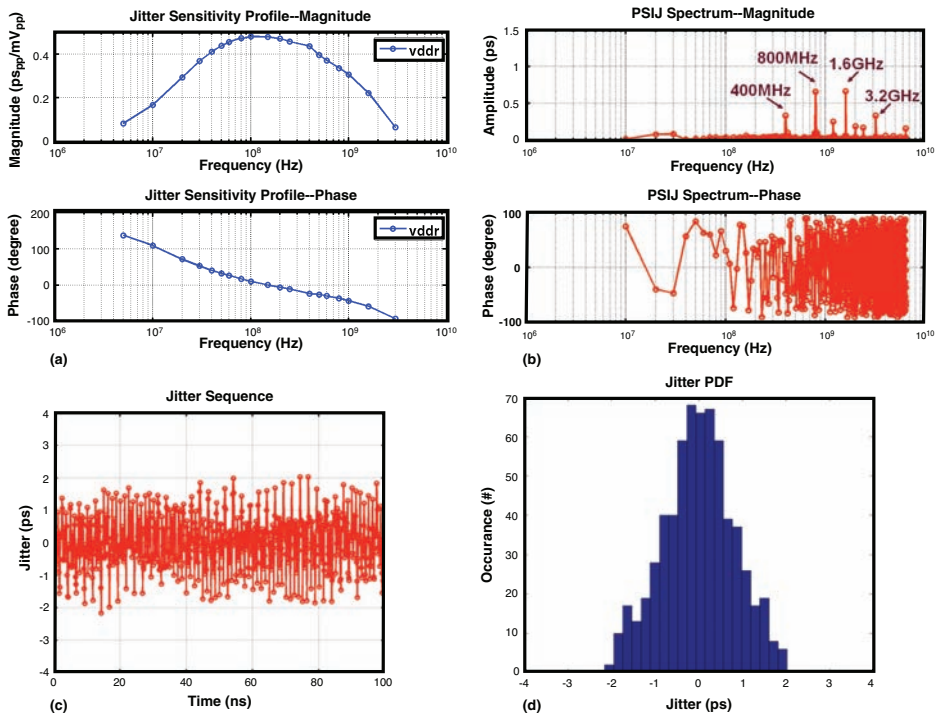 Jitter Sensitivity Profile--Magnitude
Magnitude (ps_pp/mV_pp)
0.4
0.2
0
vddr
10^6 10^7 10^8 10^9 10^10
Frequency (Hz)
Jitter Sensitivity Profile--Phase
Phase (degree)
200
100
0
-100
vddr
10^6 10^7 10^8 10^9 10^10
Frequency (Hz)
(a)
PSIJ Spectrum--Magnitude
Amplitude (ps)
1.5
1
0.5
0
400MHz
800MHz
1.6GHz
3.2GHz
10^6 10^7 10^8 10^9 10^10
Frequency (Hz)
PSIJ Spectrum--Phase
Phase (degree)
100
0
-100
10^6 10^7 10^8 10^9 10^10
Frequency (Hz)
(b)
Jitter Sequence
Jitter (ps)
4
3
2
1
0
-1
-2
-3
-4
0 20 40 60 80 100
Time (ns)
(c)
Jitter PDF
Occurance (#)
70
60
50
40
30
20
10
0
-4 -3 -2 -1 0 1 2 3 4
Jitter (ps)
(d)